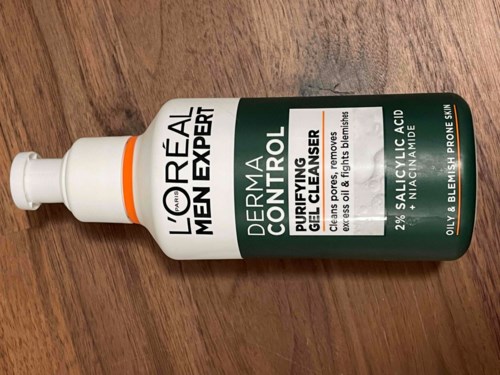 L'ORÉAL
PARIS
MEN EXPERT
DERMA
CONTROL
PURIFYING
GEL CLEANSER
Cleans pores, removes
excess oil & fights blemishes
2% SALICYLIC ACID
+ NIACINAMIDE
OILY & BLEMISH PRONE SKIN